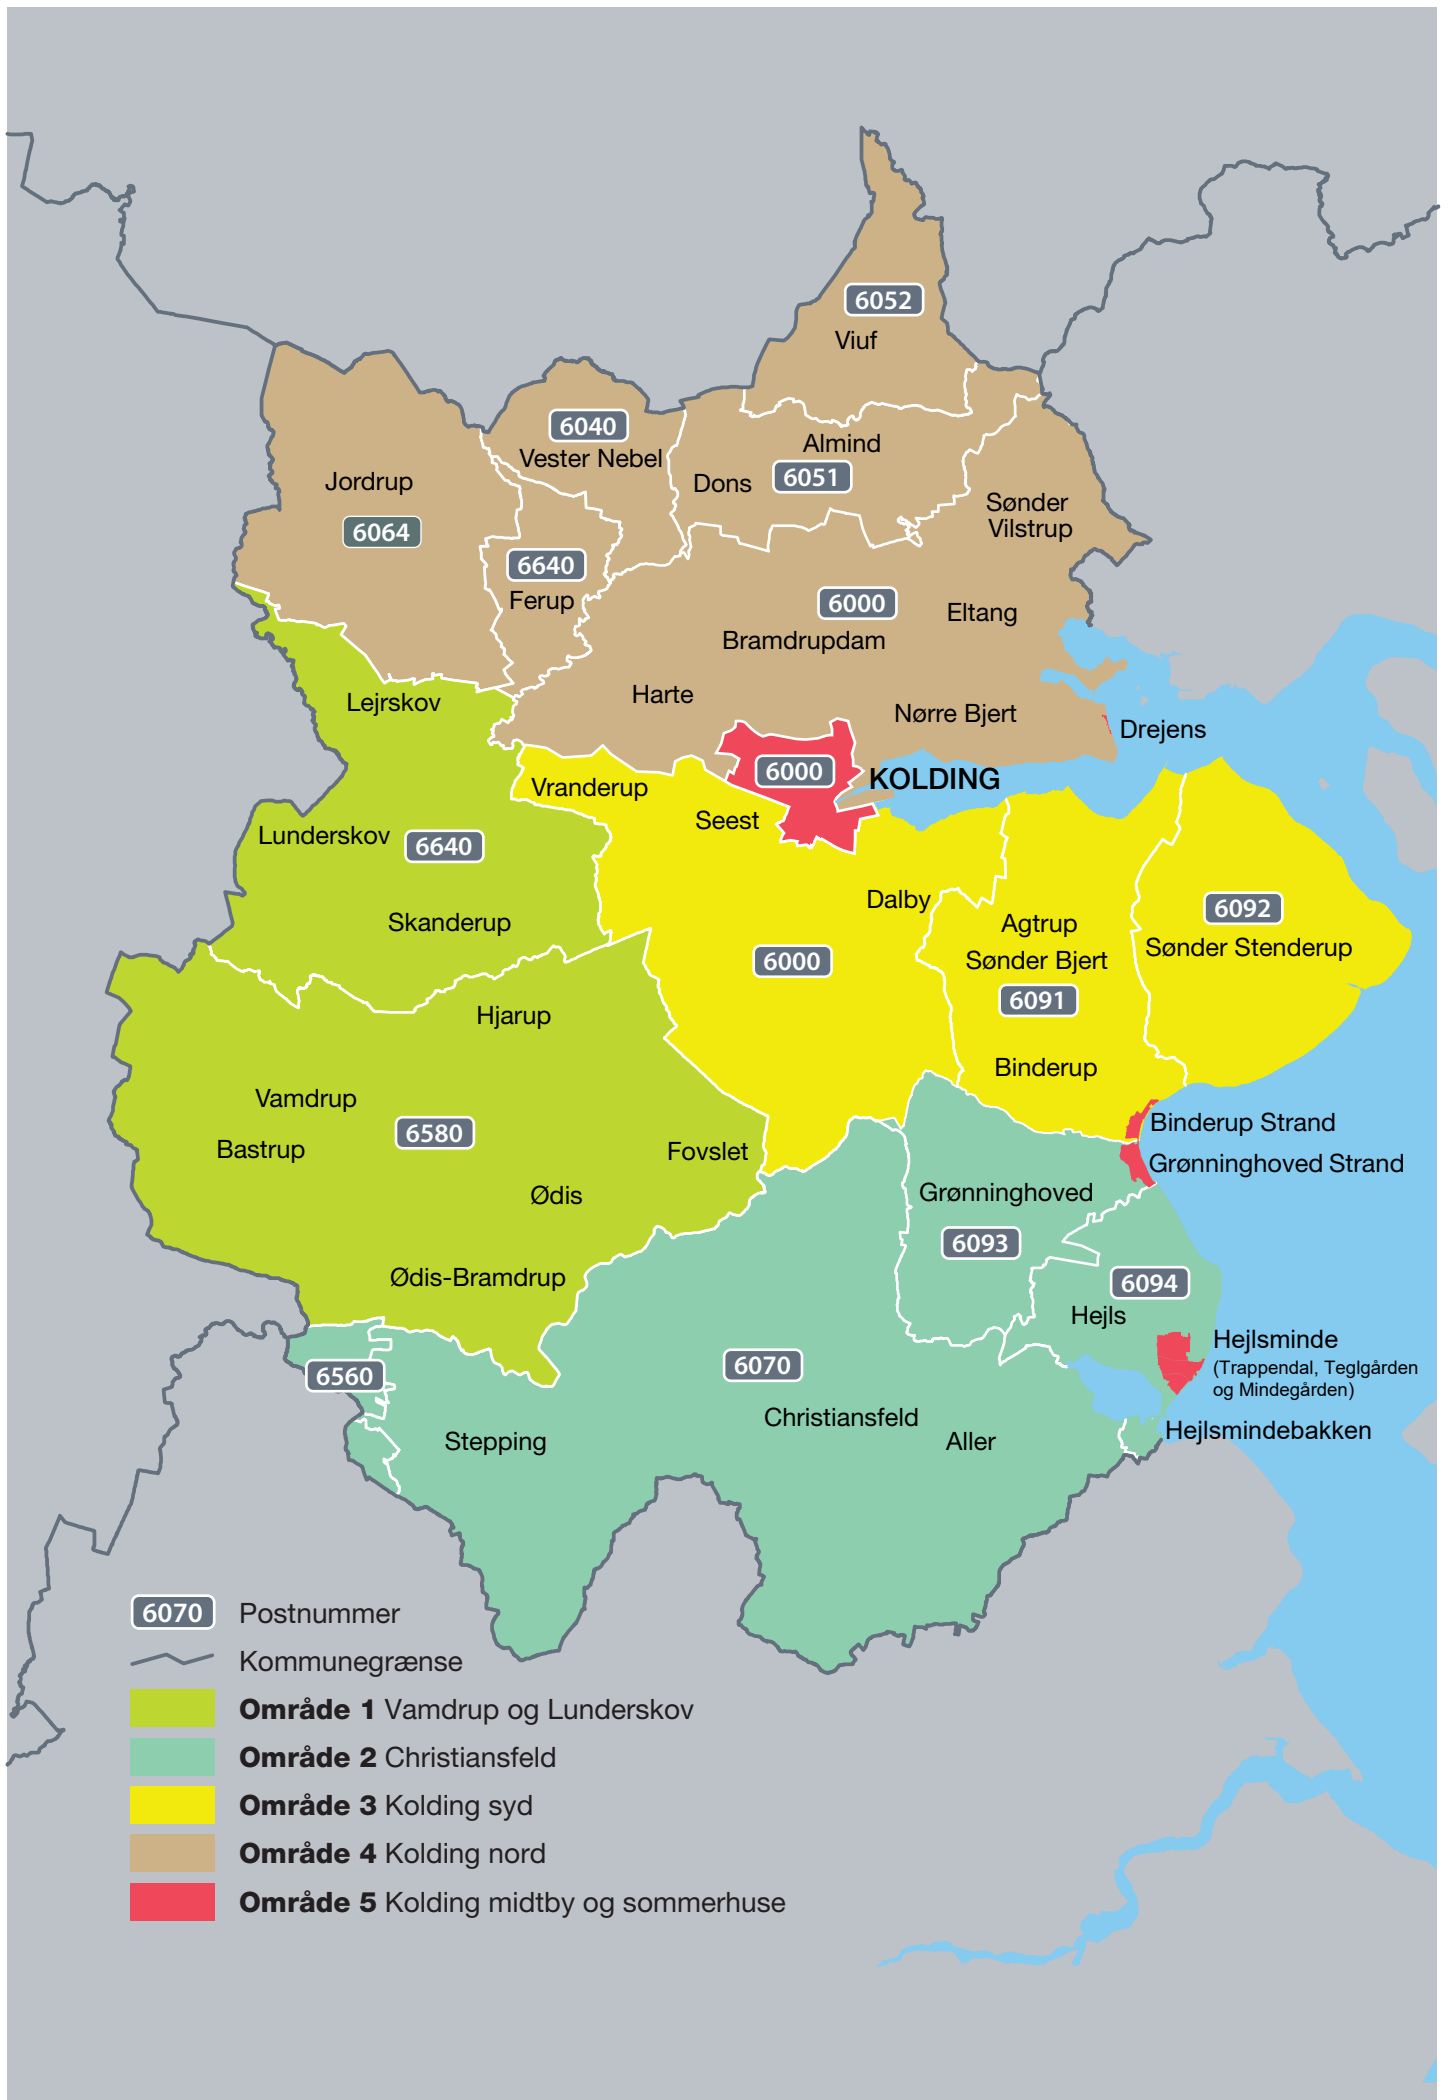 6052
Viuf
6040
Vester Nebel
Almind
Dons
6051
Jordrup
6064
Sønder
Vilstrup
6640
Ferup
6000
Eltang
Bramdrupdam
Harte
Lejrskov
Nørre Bjert
Drejens
6000
KOLDING
Vranderup
Seest
Lunderskov
6640
Skanderup
Dalby
6092
Agtrup
Sønder Bjert
Sønder Stenderup
6000
6091
Hjarup
Binderup
Vamdrup
6580
Bastrup
Fovslet
Binderup Strand
Grønninghoved Strand
Ødis
Grønninghoved
6093
Ødis-Bramdrup
6094
Hejls
Hejlsminde
(Trappendal, Teglgården
og Mindegården)
6560
6070
Christiansfeld
Hejlsmindebakken
Stepping
Aller
6070 Postnummer
Kommunegrænse
Område 1 Vamdrup og Lunderskov
Område 2 Christiansfeld
Område 3 Kolding syd
Område 4 Kolding nord
Område 5 Kolding midtby og sommerhuse